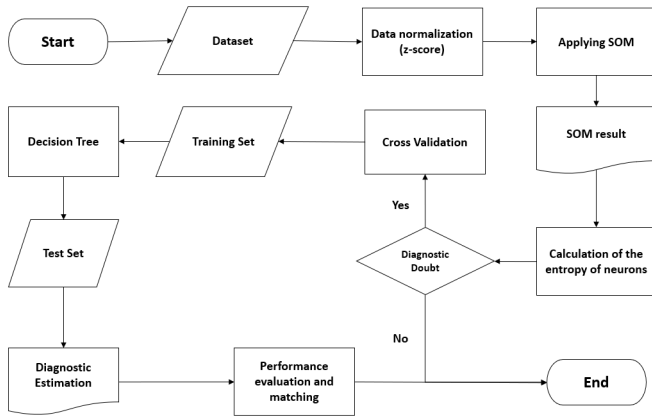 Start
Dataset
Data normalization
(z-score)
Applying SOM
Decision Tree
Training Set
Cross Validation
SOM result
Yes
Test Set
Diagnostic
Doubt
Calculation of the
entropy of neurons
No
Diagnostic
Estimation
Performance
evaluation and
matching
End